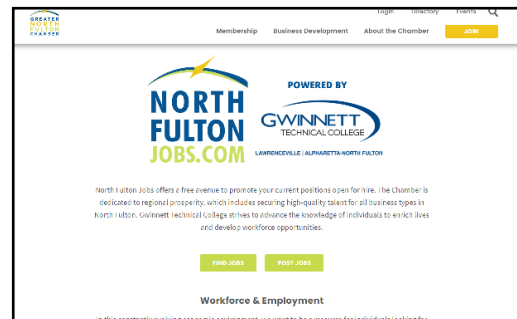 Login Directory Events
GREATER
NORTH
FULTON
CHAMBER
Membership Business Development About the Chamber JOIN
NORTH
FULTON
JOBS.COM
POWERED BY
GWINNETT
TECHNICAL COLLEGE
LAWRENCEVILLE | ALPHARETTA-NORTH FULTON
North Fulton Jobs offers a free avenue to promote your current positions open for hire. The Chamber is
dedicated to regional prosperity, which includes securing high-quality talent for all business types in
North Fulton. Gwinnett Technical College strives to advance the knowledge of individuals to enrich lives
and develop workforce opportunities.
FIND JOBS POST JOBS
Workforce & Employment